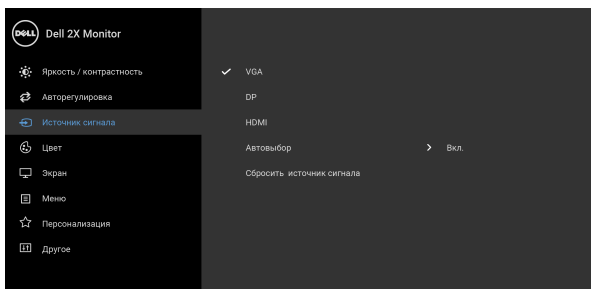 DELL Dell 2X Monitor
Яркость / контрастность
VGA
Авторегулировка
DP
Источник сигнала
HDMI
Цвет
Автовыбор
Вкл.
Экран
Сбросить источник сигнала
Меню
Персонализация
Другое